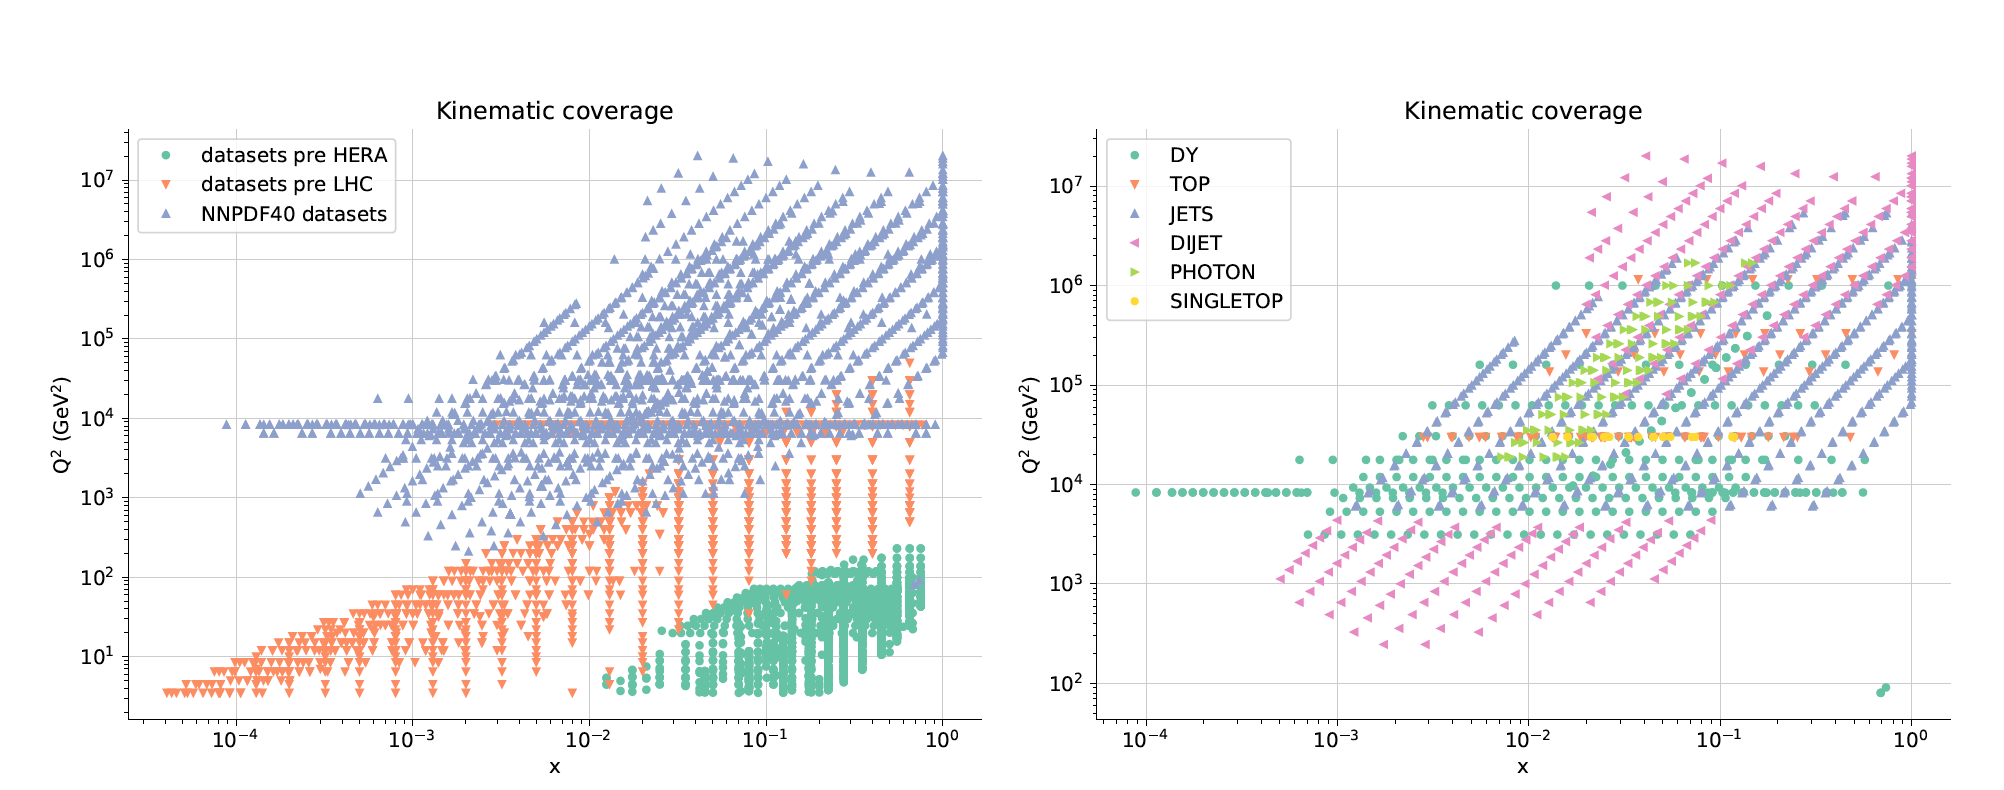 Kinematic coverage
datasets pre HERA
datasets pre LHC
NNPDF40 datasets
Q² (GeV²)
10⁷
10⁶
10⁵
10⁴
10³
10²
10¹
10⁻⁴ 10⁻³ 10⁻² 10⁻¹ 10⁰
x
Kinematic coverage
DY
TOP
JETS
DIJET
PHOTON
SINGLETOP
Q² (GeV²)
10⁷
10⁶
10⁵
10⁴
10³
10²
10⁻⁴ 10⁻³ 10⁻² 10⁻¹ 10⁰
x